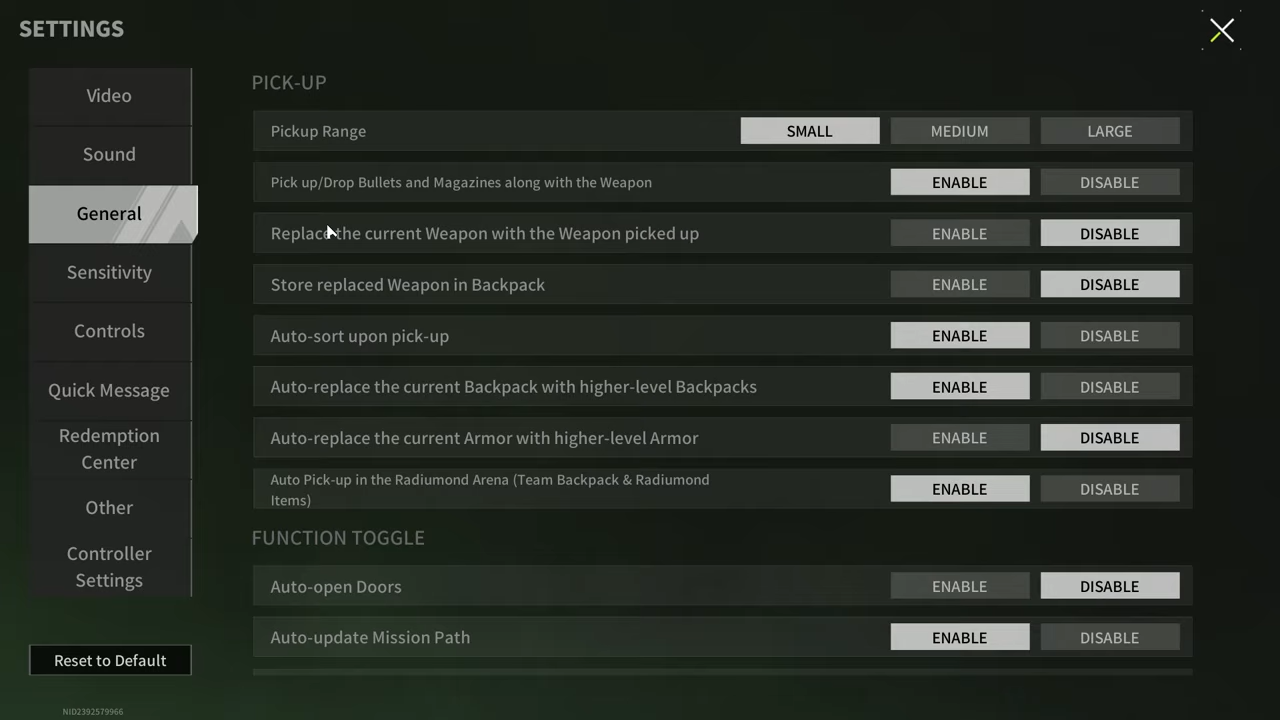 SETTINGS
Video
Sound
General
Sensitivity
Controls
Quick Message
Redemption
Center
Other
Controller
Settings
Reset to Default
NID2392579966
PICK-UP
Pickup Range SMALL MEDIUM LARGE
Pick up/Drop Bullets and Magazines along with the Weapon ENABLE DISABLE
Replace the current Weapon with the Weapon picked up ENABLE DISABLE
Store replaced Weapon in Backpack ENABLE DISABLE
Auto-sort upon pick-up ENABLE DISABLE
Auto-replace the current Backpack with higher-level Backpacks ENABLE DISABLE
Auto-replace the current Armor with higher-level Armor ENABLE DISABLE
Auto Pick-up in the Radiumond Arena (Team Backpack & Radiumond
Items) ENABLE DISABLE
FUNCTION TOGGLE
Auto-open Doors ENABLE DISABLE
Auto-update Mission Path ENABLE DISABLE